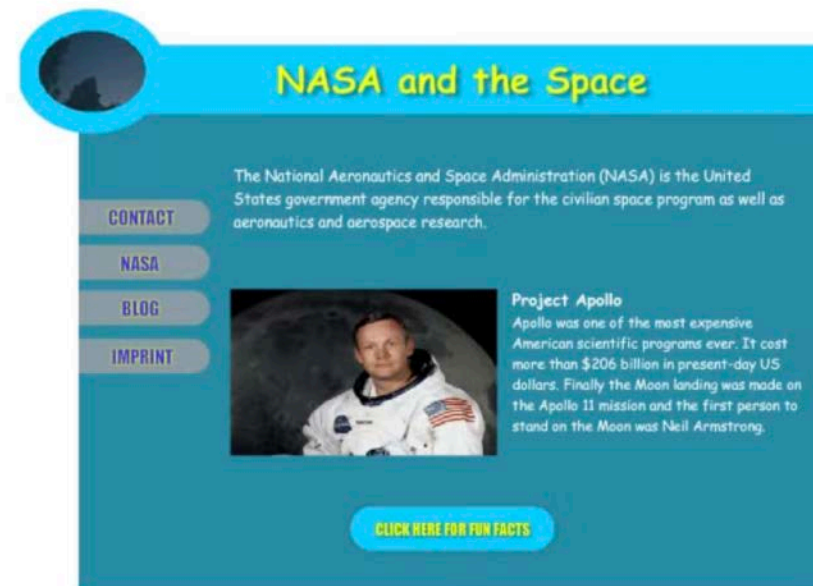 NASA and the Space
The National Aeronautics and Space Administration (NASA) is the United
States government agency responsible for the civilian space program as well as
aeronautics and aerospace research.
CONTACT
NASA
BLOG
IMPRINT
Project Apollo
Apollo was one of the most expensive
American scientific programs ever. It cost
more than $206 billion in present-day US
dollars. Finally the Moon landing was made on
the Apollo 11 mission and the first person to
stand on the Moon was Neil Armstrong.
CLICK HERE FOR FUN FACTS